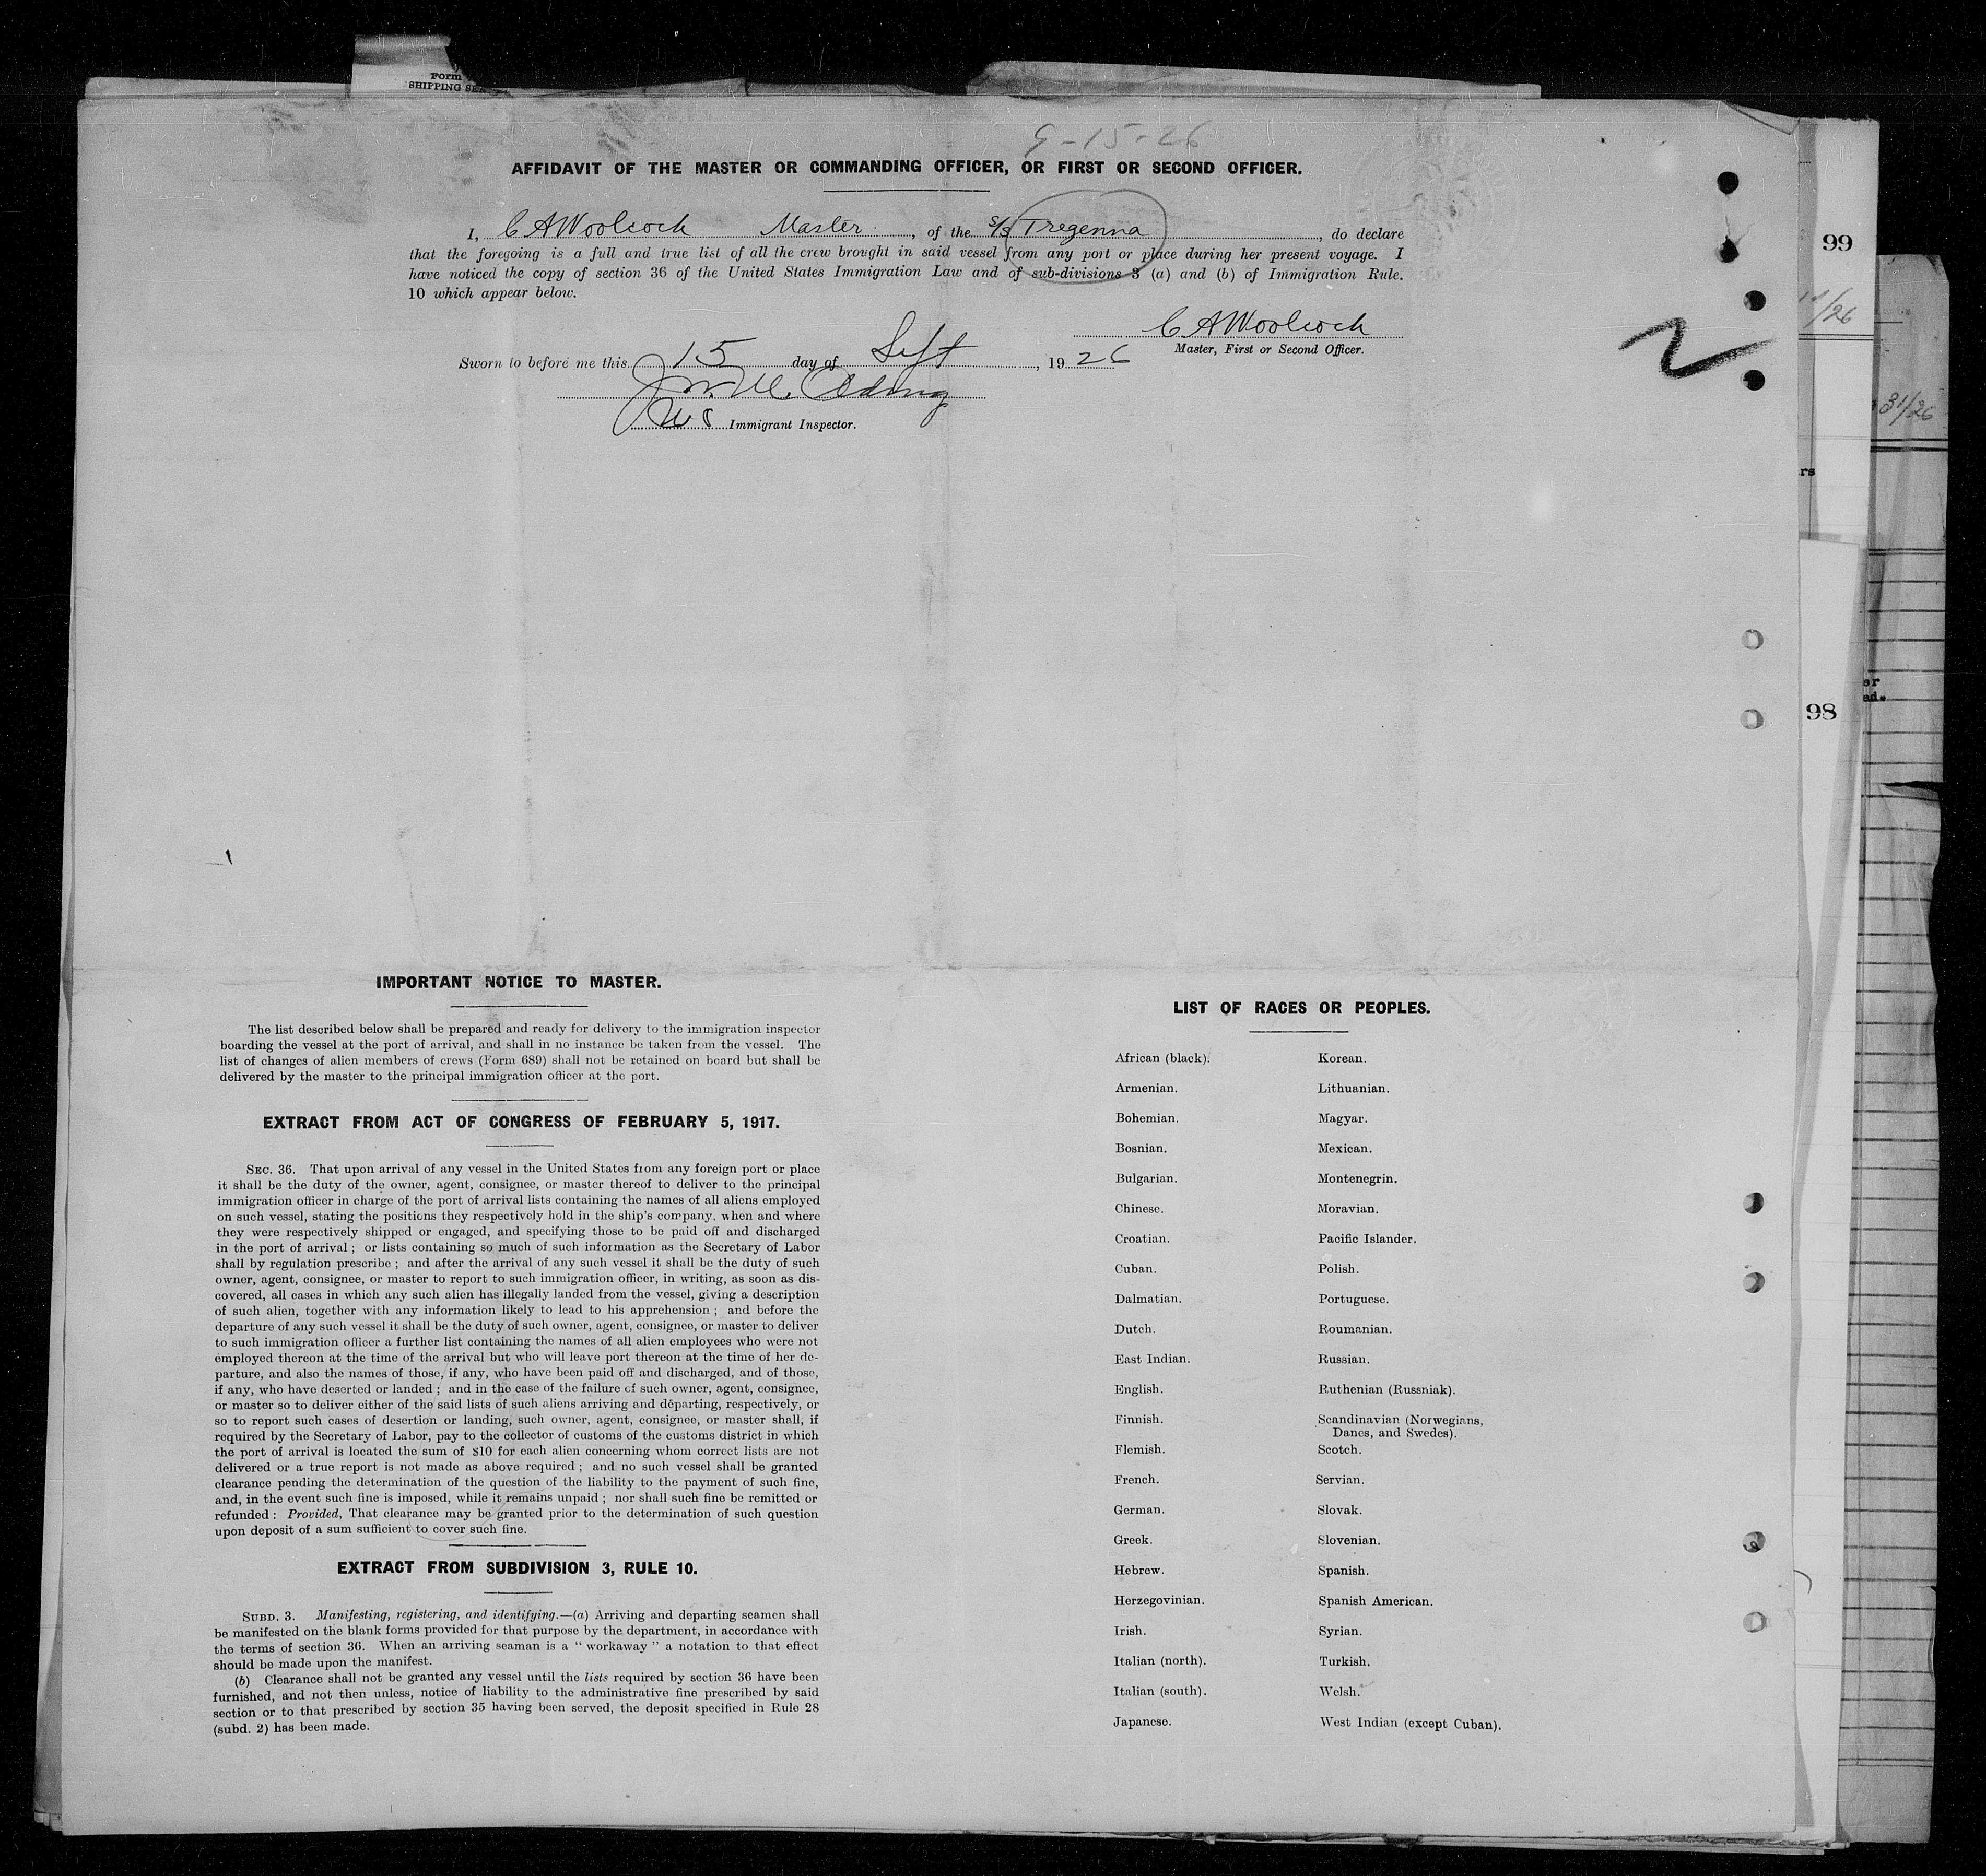 Form
SHIPPING SE
9-15-26
AFFIDAVIT OF THE MASTER OR COMMANDING OFFICER, OR FIRST OR SECOND OFFICER.
I, C A Woolcock Master, of the S/S Tregenna, do declare
that the foregoing is a full and true list of all the crew brought in said vessel from any port or place during her present voyage. I
have noticed the copy of section 36 of the United States Immigration Law and of sub-divisions 3 (a) and (b) of Immigration Rule.
10 which appear below.
C A Woolcock
Master, First or Second Officer.
Sworn to before me this 15 day of Sept, 1926
Immigrant Inspector.
2
99
/26
31/26
rs
er
ed.
98
IMPORTANT NOTICE TO MASTER.
The list described below shall be prepared and ready for delivery to the immigration inspector
boarding the vessel at the port of arrival, and shall in no instance be taken from the vessel. The
list of changes of alien members of crews (Form 689) shall not be retained on board but shall be
delivered by the master to the principal immigration officer at the port.
EXTRACT FROM ACT OF CONGRESS OF FEBRUARY 5, 1917.
SEC. 36. That upon arrival of any vessel in the United States from any foreign port or place
it shall be the duty of the owner, agent, consignee, or master thereof to deliver to the principal
immigration officer in charge of the port of arrival lists containing the names of all aliens employed
on such vessel, stating the positions they respectively hold in the ship's company, when and where
they were respectively shipped or engaged, and specifying those to be paid off and discharged
in the port of arrival; or lists containing so much of such information as the Secretary of Labor
shall by regulation prescribe; and after the arrival of any such vessel it shall be the duty of such
owner, agent, consignee, or master to report to such immigration officer, in writing, as soon as dis-
covered, all cases in which any such alien has illegally landed from the vessel, giving a description
of such alien, together with any information likely to lead to his apprehension; and before the
departure of any such vessel it shall be the duty of such owner, agent, consignee, or master to deliver
to such immigration officer a further list containing the names of all alien employees who were not
employed thereon at the time of the arrival but who will leave port thereon at the time of her de-
parture, and also the names of those, if any, who have been paid off and discharged, and of those,
if any, who have deserted or landed; and in the case of the failure of such owner, agent, consignee,
or master so to deliver either of the said lists of such aliens arriving and departing, respectively, or
so to report such cases of desertion or landing, such owner, agent, consignee, or master shall, if
required by the Secretary of Labor, pay to the collector of customs of the customs district in which
the port of arrival is located the sum of $10 for each alien concerning whom correct lists are not
delivered or a true report is not made as above required; and no such vessel shall be granted
clearance pending the determination of the question of the liability to the payment of such fine,
and, in the event such fine is imposed, while it remains unpaid; nor shall such fine be remitted or
refunded: Provided, That clearance may be granted prior to the determination of such question
upon deposit of a sum sufficient to cover such fine.
EXTRACT FROM SUBDIVISION 3, RULE 10.
SUBD. 3. Manifesting, registering, and identifying.—(a) Arriving and departing seamen shall
be manifested on the blank forms provided for that purpose by the department, in accordance with
the terms of section 36. When an arriving seaman is a "workaway" a notation to that effect
should be made upon the manifest.
(b) Clearance shall not be granted any vessel until the lists required by section 36 have been
furnished, and not then unless, notice of liability to the administrative fine prescribed by said
section or to that prescribed by section 35 having been served, the deposit specified in Rule 28
(subd. 2) has been made.
LIST OF RACES OR PEOPLES.
African (black). Korean.
Armenian. Lithuanian.
Bohemian. Magyar.
Bosnian. Mexican.
Bulgarian. Montenegrin.
Chinese. Moravian.
Croatian. Pacific Islander.
Cuban. Polish.
Dalmatian. Portuguese.
Dutch. Roumanian.
East Indian. Russian.
English. Ruthenian (Russniak).
Finnish. Scandinavian (Norwegians,
Danes, and Swedes).
Flemish. Scotch.
French. Servian.
German. Slovak.
Greek. Slovenian.
Hebrew. Spanish.
Herzegovinian. Spanish American.
Irish. Syrian.
Italian (north). Turkish.
Italian (south). Welsh.
Japanese. West Indian (except Cuban).